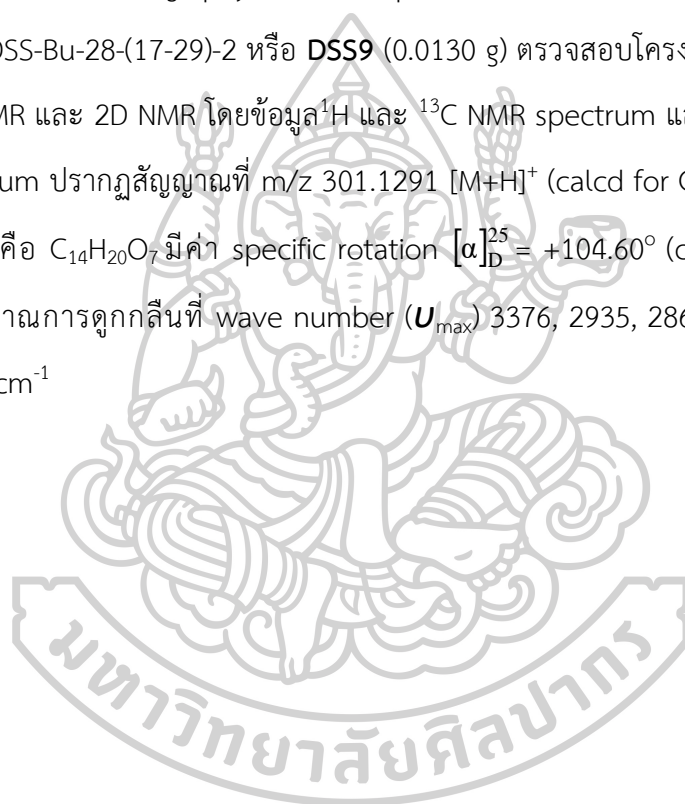 DSS-Bu-28-(17-29)-2 หรือ DSS9 (0.0130 g) ตรวจสอบโครง
MR และ 2D NMR โดยข้อมูล¹H และ ¹³C NMR spectrum แล
um ปรากฏสัญญาณที่ m/z 301.1291 [M+H]⁺ (calcd for C
คือ C₁₄H₂₀O₇ มีค่า specific rotation [α]²⁵D = +104.60° (c
าณการดูดกลืนที่ wave number (υmax) 3376, 2935, 286
cm⁻¹
มหาวิทยาลัยศิลปากร